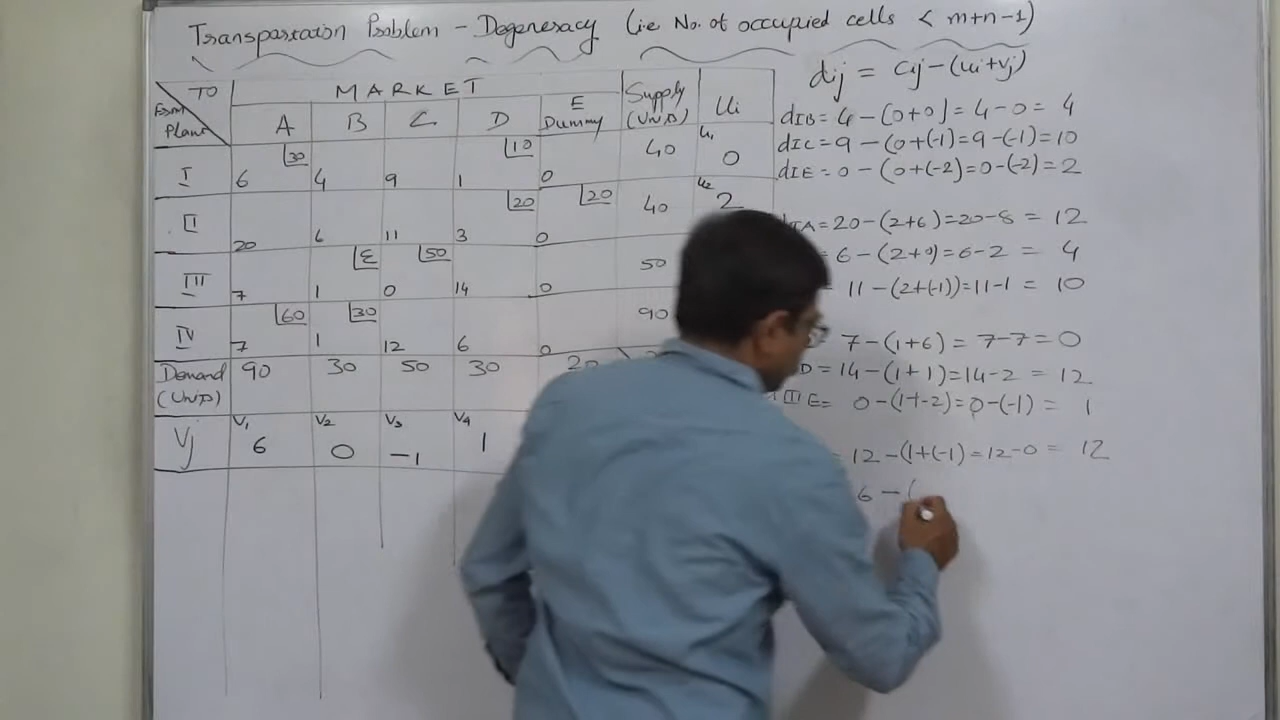 Transportation Problem - Degeneracy (i.e No. of occupied cells < m+n-1)
TO MARKET Supply (Unit) Ui
From Plant A B C D E Dummy
I 6 30 4 9 1 10 0 40 u1 0
II 20 6 11 3 20 0 20 40 u2 2
III 7 1 ε 0 50 14 0 50
IV 7 60 1 30 12 6 0 90
Demand (Unit) 90 30 50 30 20
Vj V1 6 V2 0 V3 -1 V4 1
dij = Cij - (ui+vj)
dIB = 4 - (0+0) = 4-0 = 4
dIC = 9 - (0+(-1) = 9-(-1) = 10
dIE = 0 - (0+(-2) = 0-(-2) = 2
A = 20-(2+6) = 20-8 = 12
= 6 - (2+0) = 6-2 = 4
11 - (2+(-1)) = 11-1 = 10
7 - (1+6) = 7-7 = 0
D = 14 - (1+1) = 14-2 = 12
IIIE = 0 - (1+-2) = 0-(-1) = 1
= 12 - (1+(-1) = 12-0 = 12
6 - (